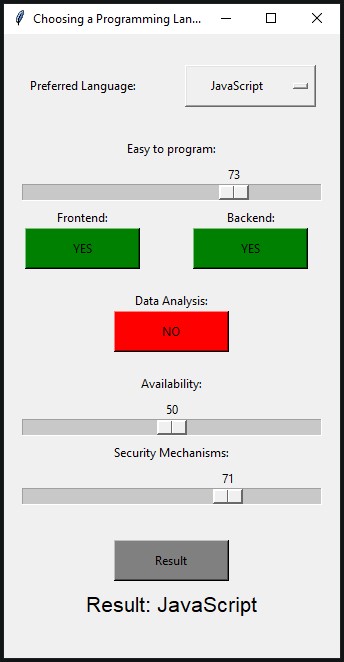 Choosing a Programming Lan...
Preferred Language: JavaScript
Easy to program:
73
Frontend: Backend:
YES YES
Data Analysis:
NO
Availability:
50
Security Mechanisms:
71
Result
Result: JavaScript